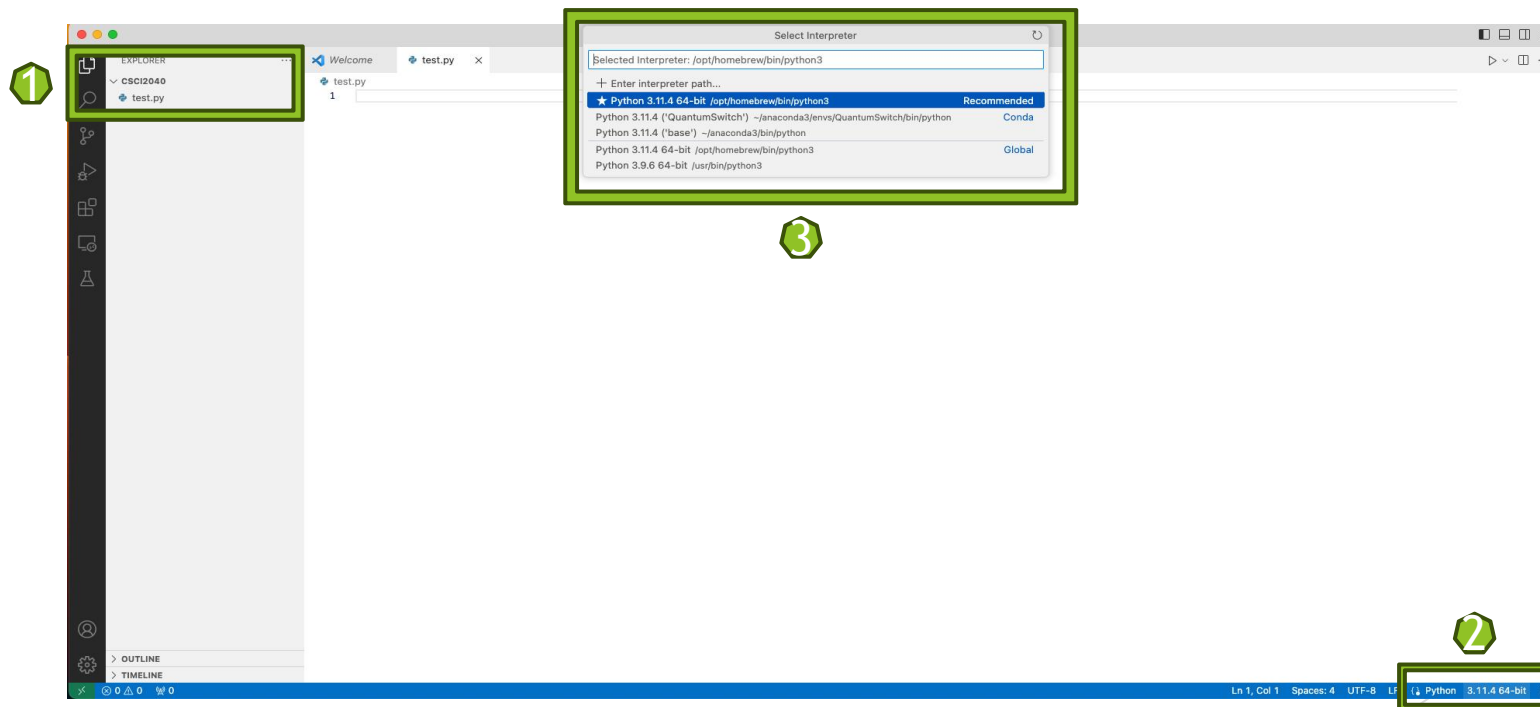 Select Interpreter
1
EXPLORER ...
Welcome test.py
Selected Interpreter: /opt/homebrew/bin/python3
CSCI2040
test.py
+ Enter interpreter path...
test.py
1
★ Python 3.11.4 64-bit /opt/homebrew/bin/python3 Recommended
Python 3.11.4 ('QuantumSwitch') ~/anaconda3/envs/QuantumSwitch/bin/python Conda
Python 3.11.4 ('base') ~/anaconda3/bin/python
Python 3.11.4 64-bit /opt/homebrew/bin/python3 Global
Python 3.9.6 64-bit /usr/bin/python3
3
2
> OUTLINE
> TIMELINE
0 0 0
Ln 1, Col 1 Spaces: 4 UTF-8 Python 3.11.4 64-bit